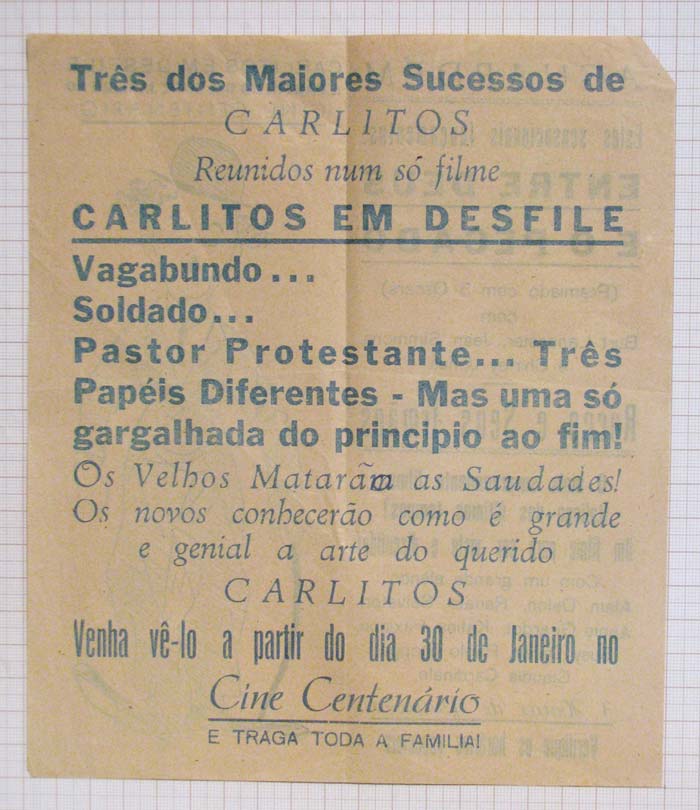 Três dos Maiores Sucessos de
CARLITOS
Reunidos num só filme
CARLITOS EM DESFILE
Vagabundo...
Soldado...
Pastor Protestante... Três
Papéis Diferentes - Mas uma só
gargalhada do principio ao fim!
Os Velhos Matarão as Saudades!
Os novos conhecerão como é grande
e genial a arte do querido
CARLITOS
Venha vê-lo a partir do dia 30 de Janeiro no
Cine Centenário
E TRAGA TODA A FAMILIA!